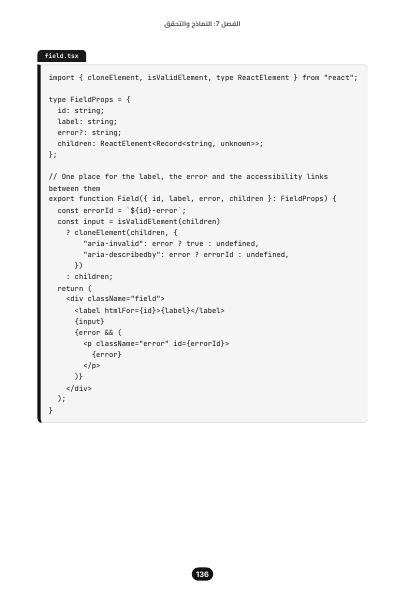 الفصل 7: النماذج والتحقق
field.tsx
import { cloneElement, isValidElement, type ReactElement } from "react";
type FieldProps = {
  id: string;
  label: string;
  error?: string;
  children: ReactElement<Record<string, unknown>>;
};
// One place for the label, the error and the accessibility links
between them
export function Field({ id, label, error, children }: FieldProps) {
  const errorId = `${id}-error`;
  const input = isValidElement(children)
    ? cloneElement(children, {
        "aria-invalid": error ? true : undefined,
        "aria-describedby": error ? errorId : undefined,
      })
    : children;
  return (
    <div className="field">
      <label htmlFor={id}>{label}</label>
      {input}
      {error && (
        <p className="error" id={errorId}>
          {error}
        </p>
      )}
    </div>
  );
}
136